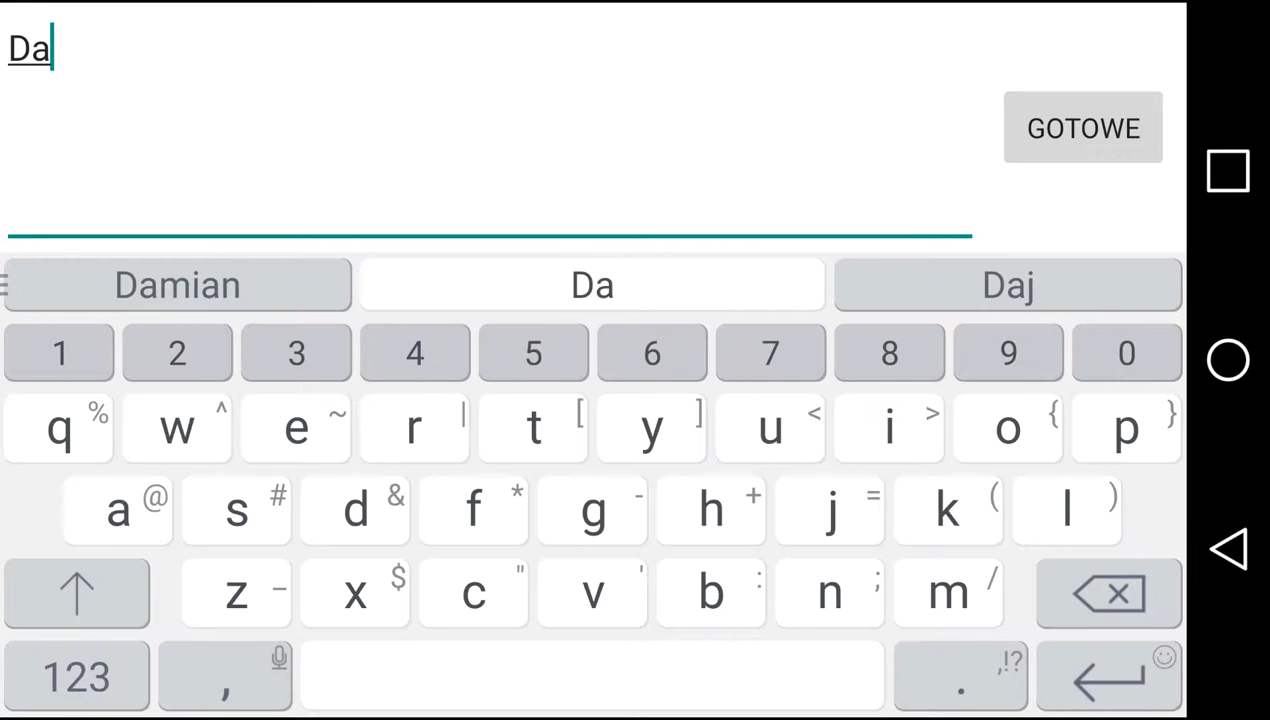 Da
GOTOWE
Damian Da Daj
1 2 3 4 5 6 7 8 9 0
q % w ^ e ~ r | t [ y ] u < i > o { p }
a @ s # d & f * g - h + j = k ( l )
z _ x $ c " v ' b : n ; m /
123 , . ,!?